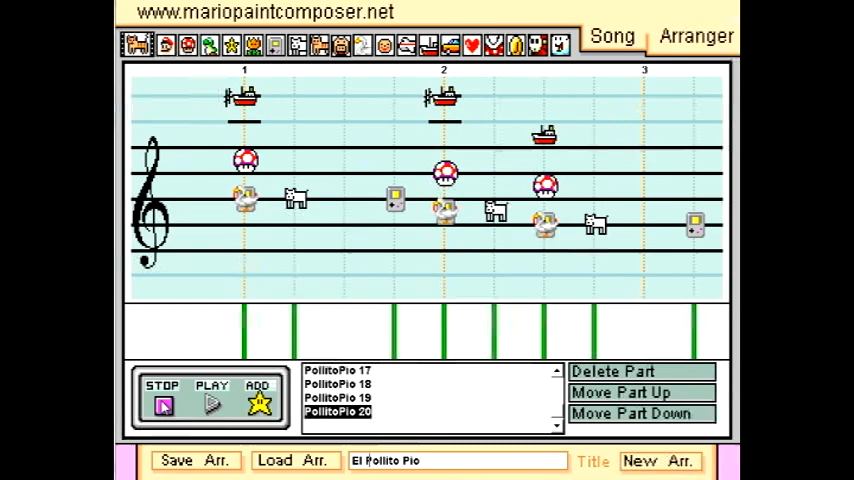 www.mariopaintcomposer.net
Song
Arranger
1
2
3
STOP
PLAY
ADD
PollitoPio 17
PollitoPio 18
PollitoPio 19
PollitoPio 20
Delete Part
Move Part Up
Move Part Down
Save Arr.
Load Arr.
El Pollito Pio
Title
New Arr.